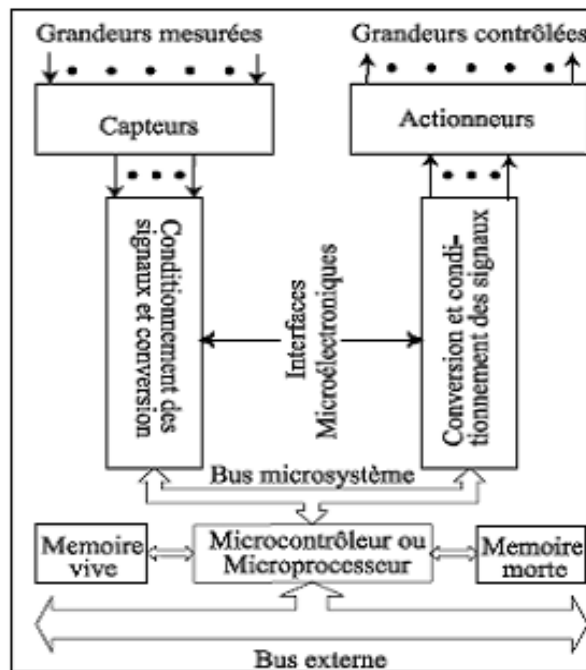 Grandeurs mesurées
Grandeurs contrôlées
Capteurs
Actionneurs
Conditionnement des
signaux et conversion
Interfaces
Microélectroniques
Conversion et condi-
tionnement des signaux
Bus microsystème
Memoire
vive
Microcontrôleur ou
Microprocesseur
Memoire
morte
Bus externe